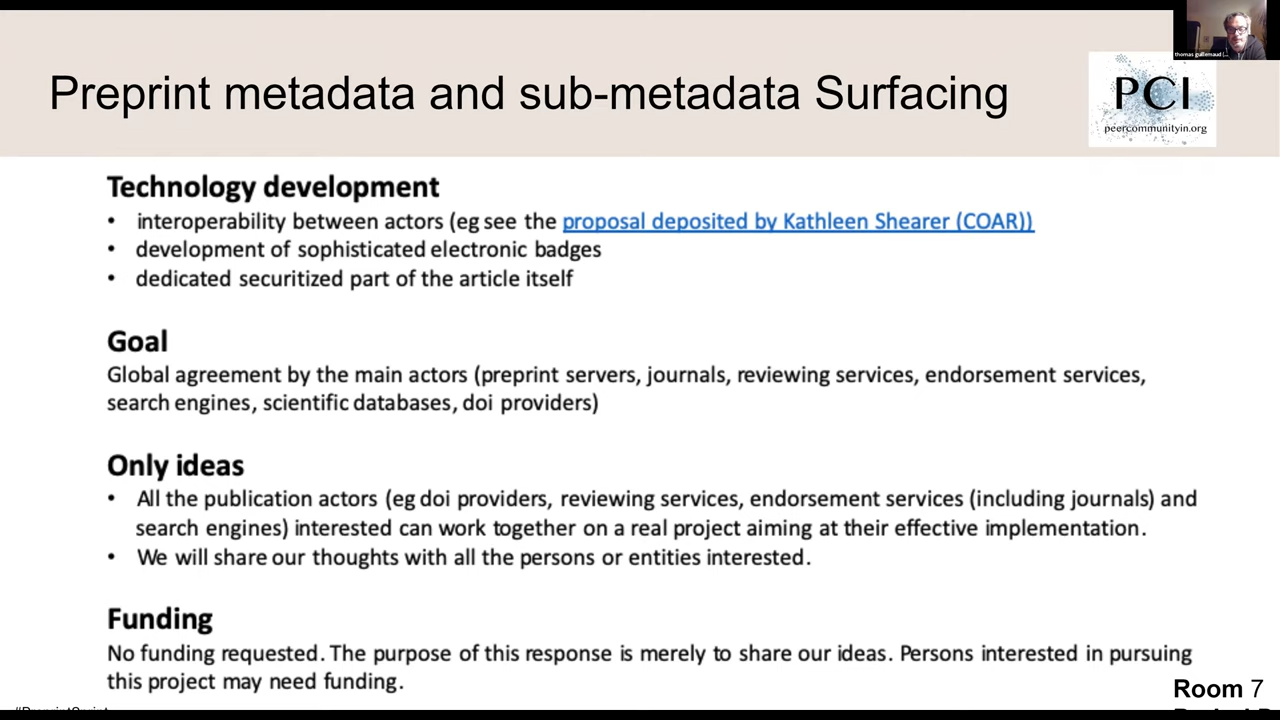 thomas guillemaud (...
Preprint metadata and sub-metadata Surfacing
PCI
peercommunityin.org
Technology development
• interoperability between actors (eg see the proposal deposited by Kathleen Shearer (COAR))
• development of sophisticated electronic badges
• dedicated securitized part of the article itself
Goal
Global agreement by the main actors (preprint servers, journals, reviewing services, endorsement services,
search engines, scientific databases, doi providers)
Only ideas
• All the publication actors (eg doi providers, reviewing services, endorsement services (including journals) and
search engines) interested can work together on a real project aiming at their effective implementation.
• We will share our thoughts with all the persons or entities interested.
Funding
No funding requested. The purpose of this response is merely to share our ideas. Persons interested in pursuing
this project may need funding.
Room 7
#PreprintSprint